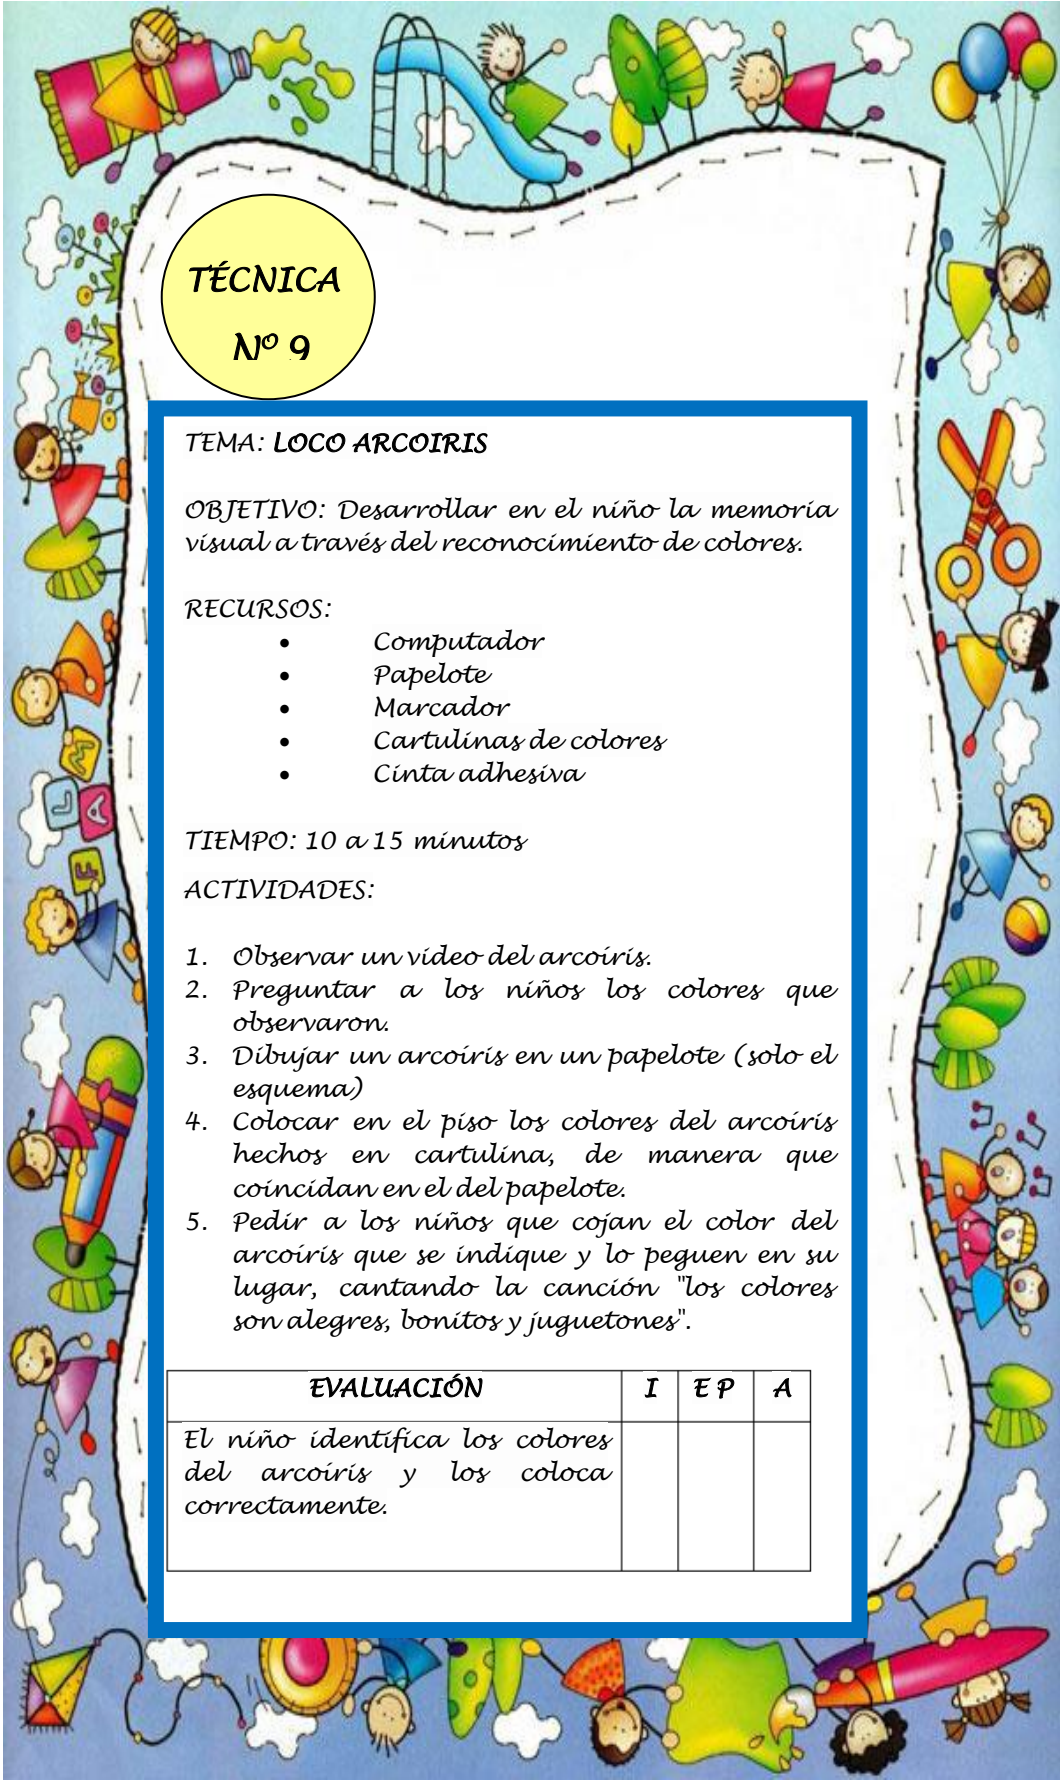 TÉCNICA
Nº 9
TEMA: LOCO ARCOIRIS
OBJETIVO: Desarrollar en el niño la memoria
visual a través del reconocimiento de colores.
RECURSOS:
• Computador
• Papelote
• Marcador
• Cartulinas de colores
• Cinta adhesiva
TIEMPO: 10 a 15 minutos
ACTIVIDADES:
1. Observar un video del arcoíris.
2. Preguntar a los niños los colores que
observaron.
3. Dibujar un arcoíris en un papelote (solo el
esquema)
4. Colocar en el piso los colores del arcoíris
hechos en cartulina, de manera que
coincidan en el del papelote.
5. Pedir a los niños que cojan el color del
arcoíris que se indique y lo peguen en su
lugar, cantando la canción "los colores
son alegres, bonitos y juguetones".
EVALUACIÓN I E P A
El niño identifica los colores
del arcoíris y los coloca
correctamente.
M
L A
F